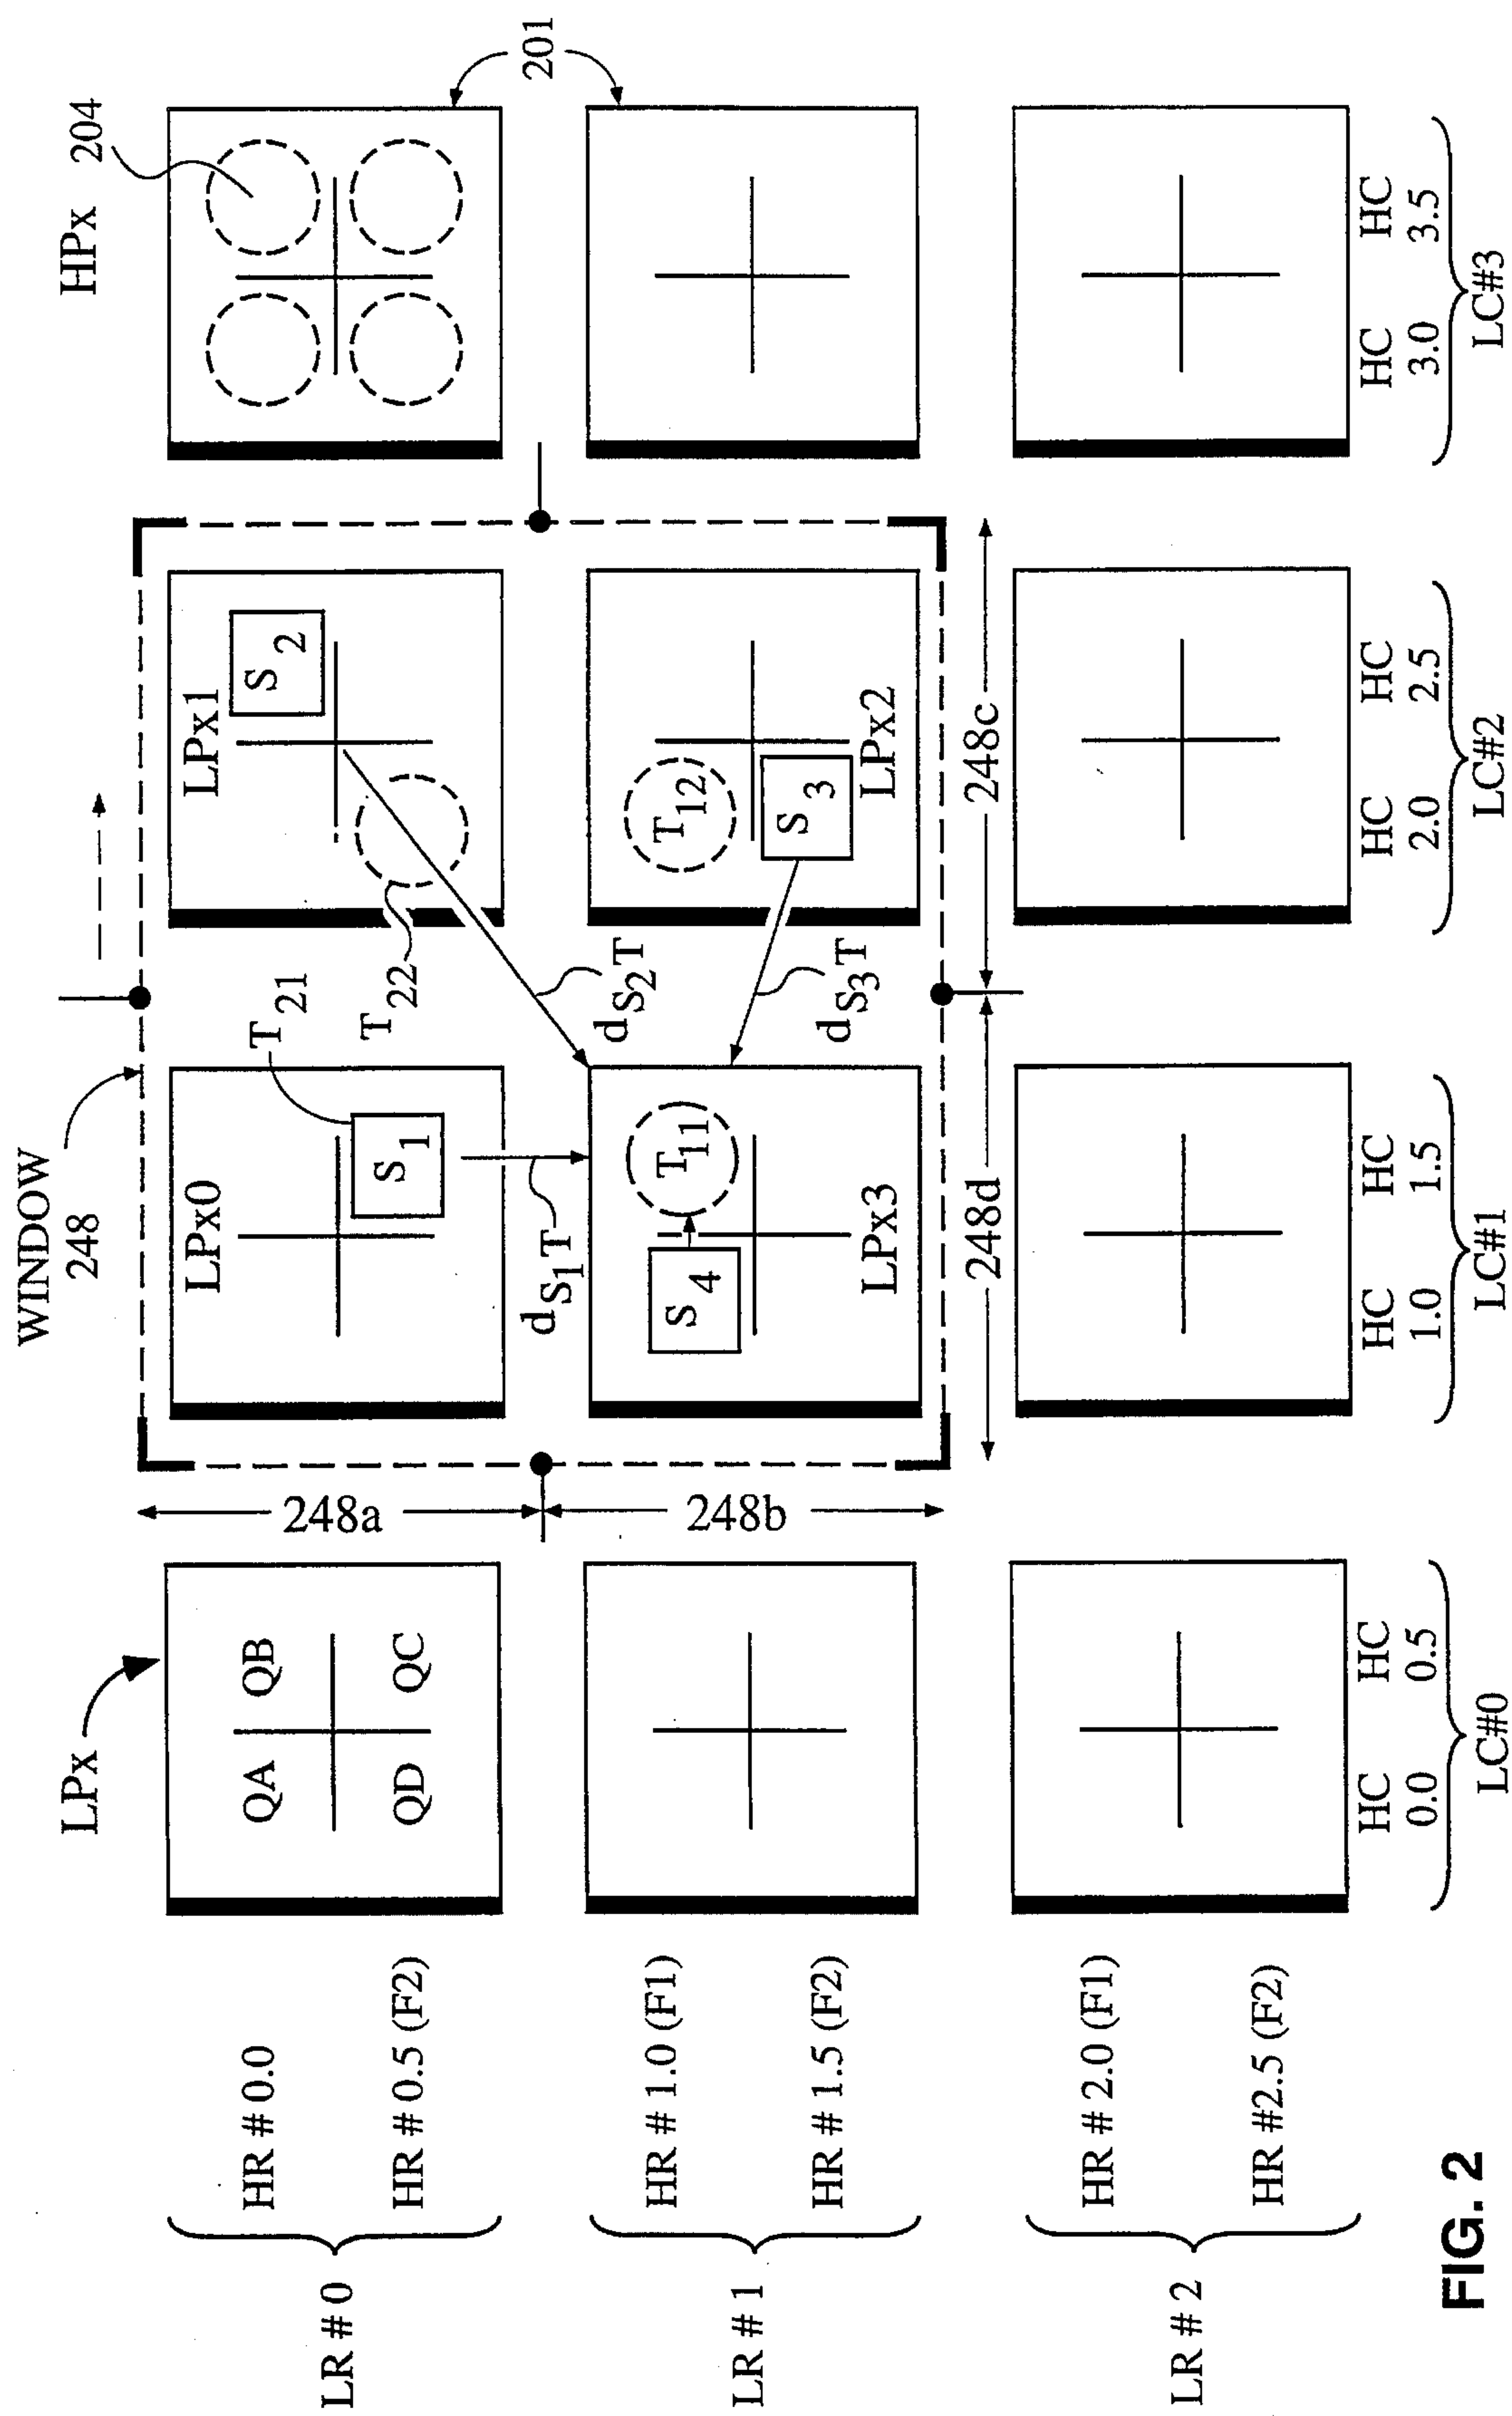 WINDOW
248
HPx
204
LPx
201
LR # 0
HR # 0.0
HR # 0.5 (F2)
QA
QB
QD
QC
LPx0
S1
T21
T22
LPx1
S2
248a
dS1T
dS2T
LR # 1
HR # 1.0 (F1)
HR # 1.5 (F2)
248b
S4
T11
LPx3
dS3T
T12
S3
LPx2
248d
248c
LR # 2
HR # 2.0 (F1)
HR #2.5 (F2)
HC 0.0
HC 0.5
HC 1.0
HC 1.5
HC 2.0
HC 2.5
HC 3.0
HC 3.5
LC#0
LC#1
LC#2
LC#3
FIG. 2